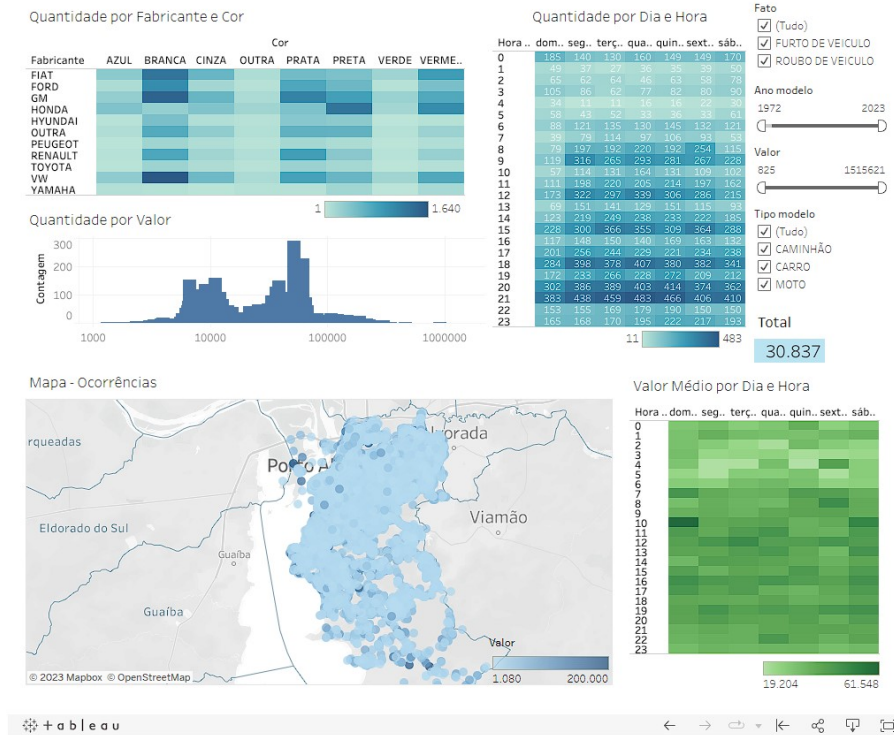 Quantidade por Fabricante e Cor
Cor
Fabricante AZUL BRANCA CINZA OUTRA PRATA PRETA VERDE VERME..
FIAT
FORD
GM
HONDA
HYUNDAI
OUTRA
PEUGEOT
RENAULT
TOYOTA
VW
YAMAHA
1 1.640
Quantidade por Valor
Contagem
300
200
100
0
1000 10000 100000 1000000
Quantidade por Dia e Hora
Hora .. dom.. seg.. terç.. qua.. quin.. sext.. sáb..
0 185 140 130 160 149 149 170
1 49 37 27 36 35 39 50
2 65 62 64 46 63 58 78
3 105 86 62 77 82 80 90
4 34 11 11 16 16 22 30
5 58 43 52 33 36 33 61
6 88 121 135 130 145 132 121
7 39 79 114 97 106 93 53
8 79 197 192 220 192 254 115
9 119 316 265 293 281 267 228
10 57 114 131 164 131 109 102
11 111 198 220 205 214 197 162
12 173 322 297 339 306 286 215
13 69 151 141 129 151 115 93
14 123 219 249 238 233 222 185
15 228 300 366 355 309 364 288
16 117 148 150 140 169 163 132
17 201 256 244 229 221 234 238
18 284 398 378 407 380 382 341
19 172 233 266 228 272 209 212
20 302 386 389 403 414 374 362
21 383 438 459 483 466 406 410
22 153 155 169 179 190 150 150
23 165 168 170 195 222 217 193
11 483
Fato
(Tudo)
FURTO DE VEICULO
ROUBO DE VEICULO
Ano modelo
1972 2023
Valor
825 1515621
Tipo modelo
(Tudo)
CAMINHÃO
CARRO
MOTO
Total
30.837
Mapa - Ocorrências
rqueadas
Eldorado do Sul
Guaíba
Guaíba
Porto A
vorada
Viamão
Valor
1.080 200.000
© 2023 Mapbox © OpenStreetMap
Valor Médio por Dia e Hora
Hora .. dom.. seg.. terç.. qua.. quin.. sext.. sáb..
0
1
2
3
4
5
6
7
8
9
10
11
12
13
14
15
16
17
18
19
20
21
22
23
19.204 61.548
+ab|eau